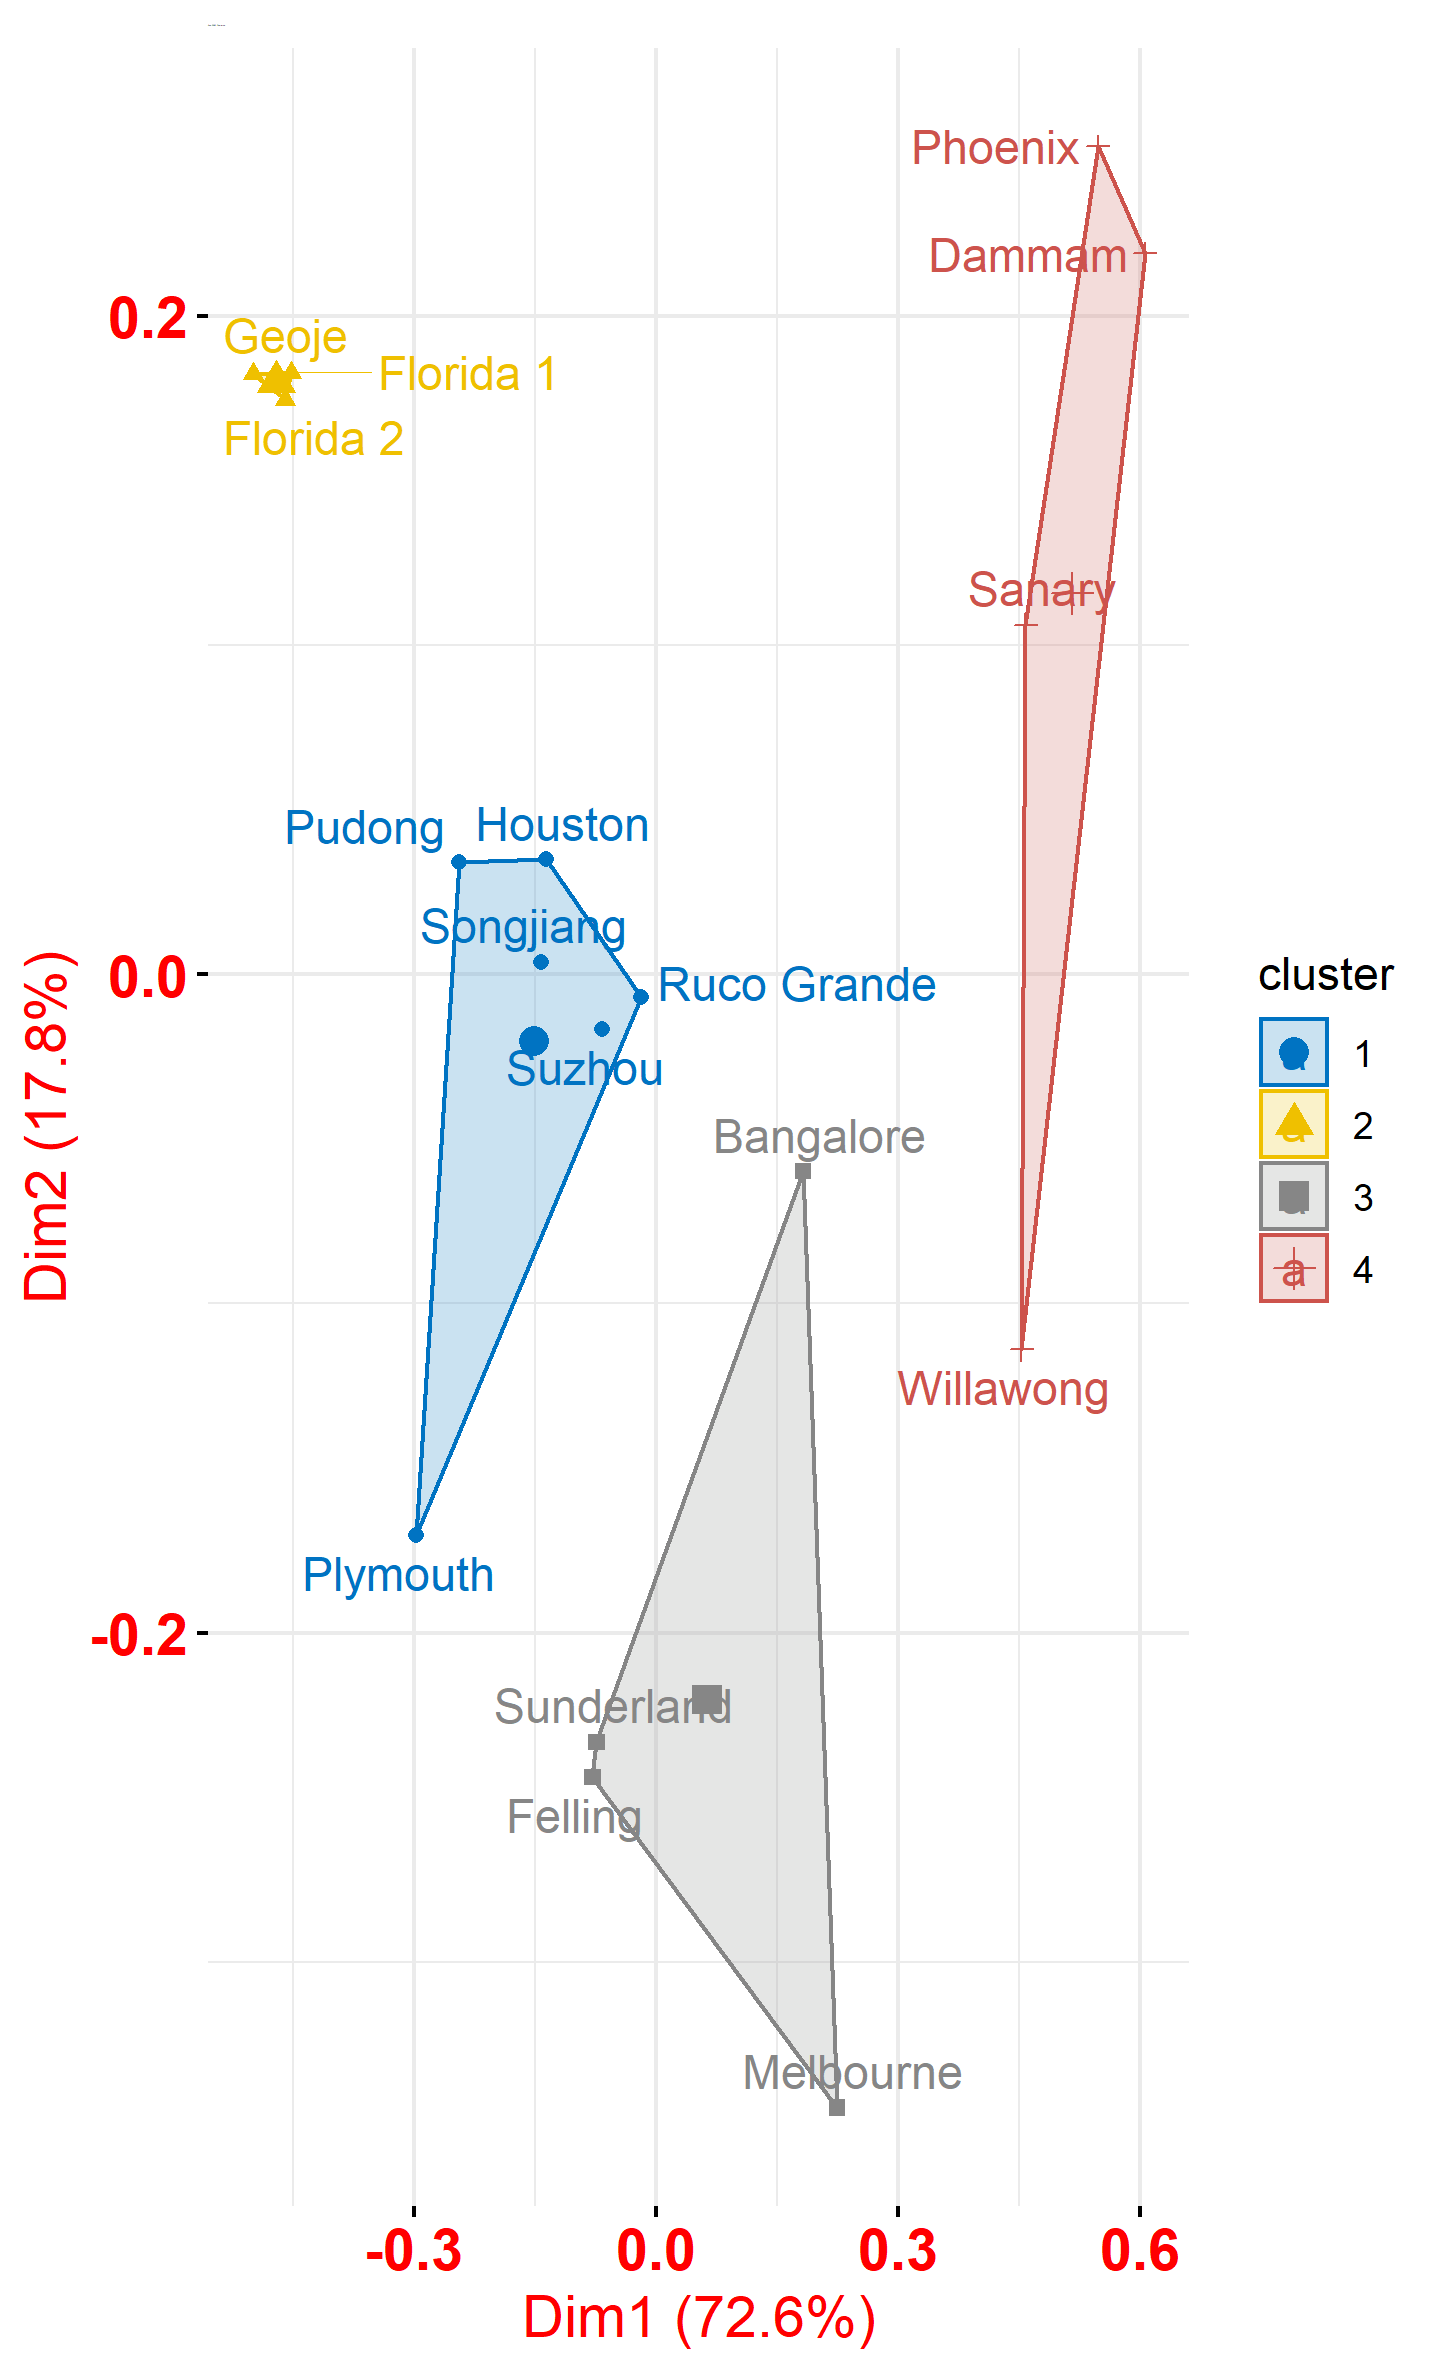 Phoenix
Dammam
0.2
Geoje
Florida 1
Florida 2
Sanary
Pudong
Houston
Songjiang
0.0
Ruco Grande
Suzhou
Bangalore
Willawong
Plymouth
-0.2
Sunderland
Felling
Melbourne
Dim2 (17.8%)
-0.3 0.0 0.3 0.6
Dim1 (72.6%)
cluster
a 1
a 2
a 3
a 4